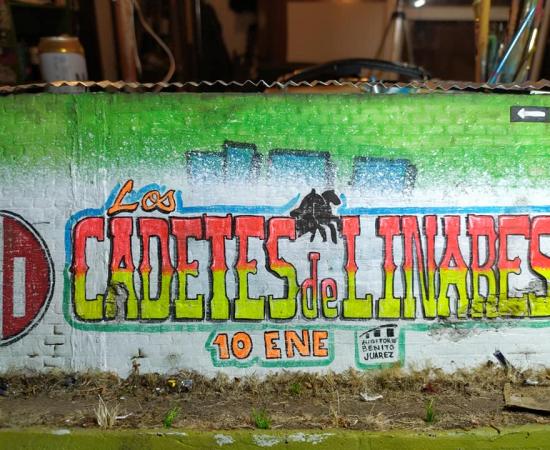 Los
CADETES de LINARES
10 ENE
AUDITORIO
BENITO
JUAREZ